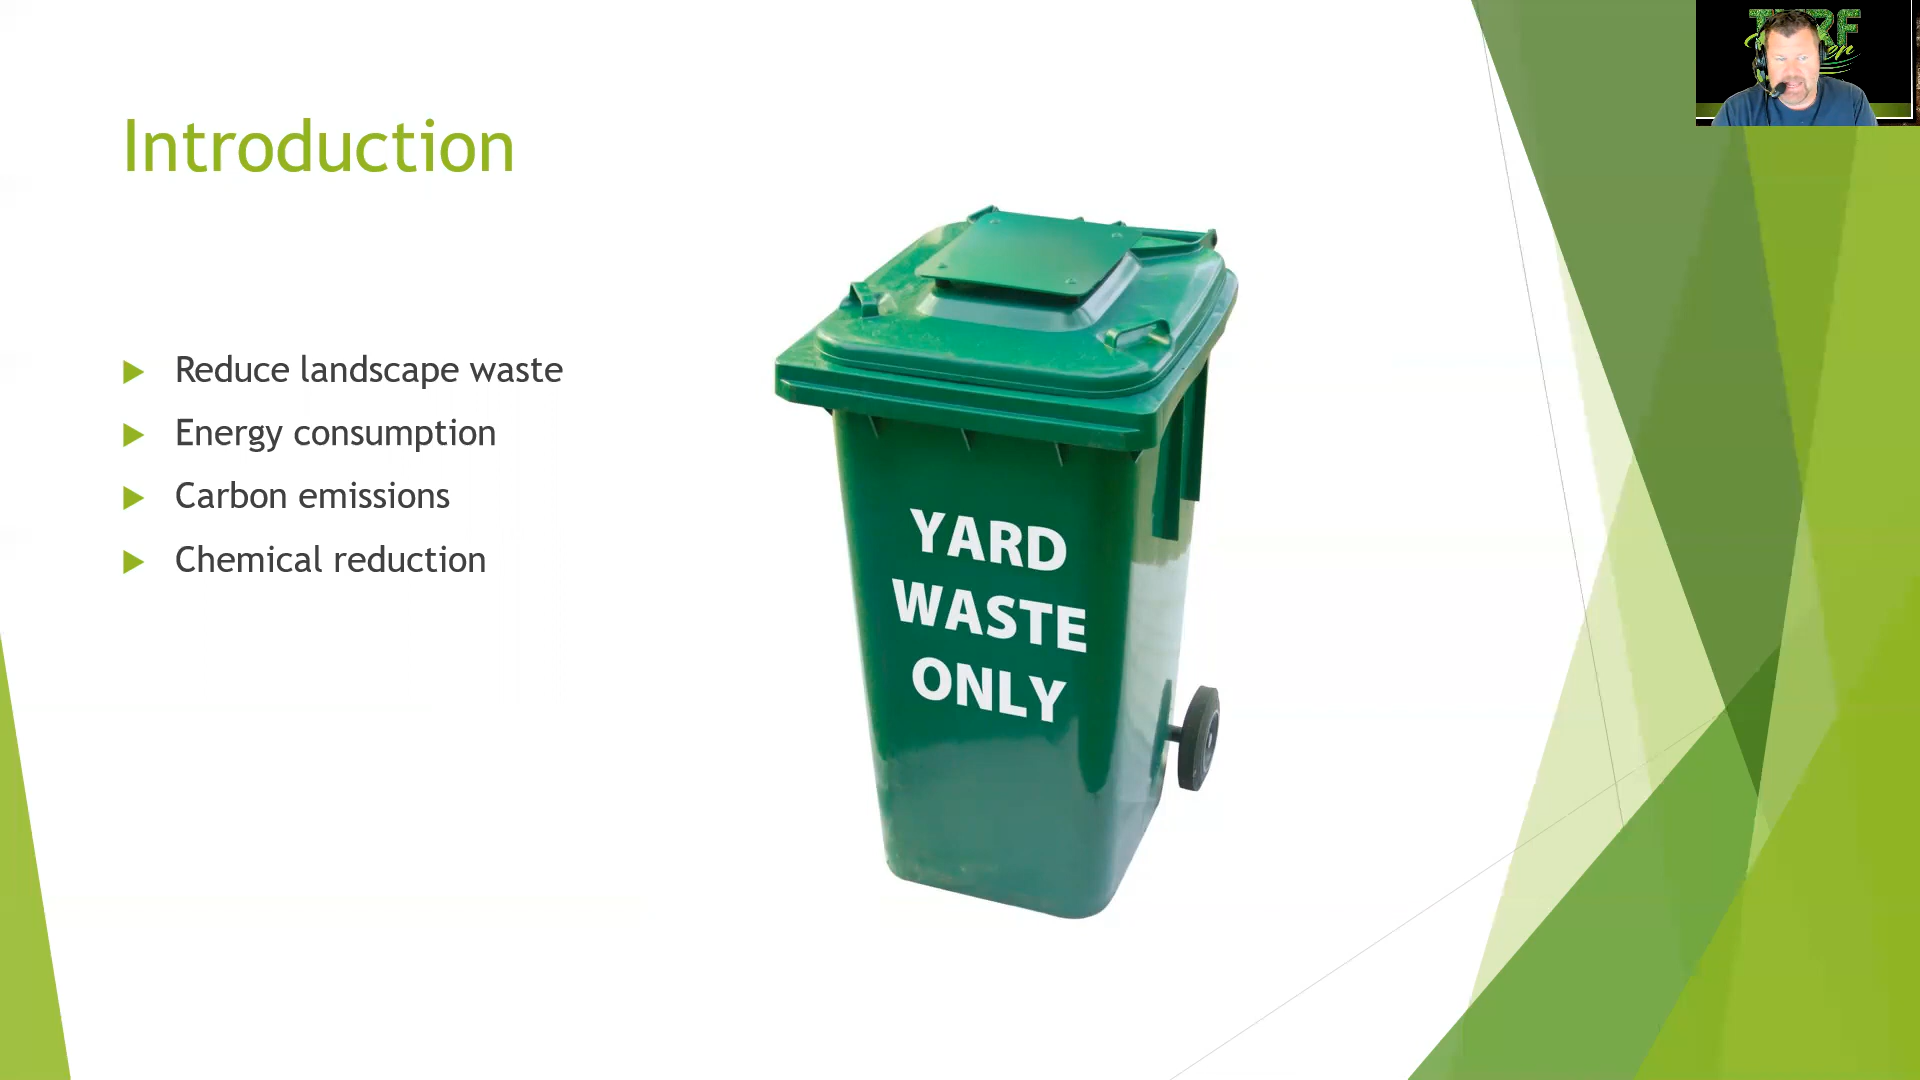 Introduction
Reduce landscape waste
Energy consumption
Carbon emissions
Chemical reduction
YARD
WASTE
ONLY